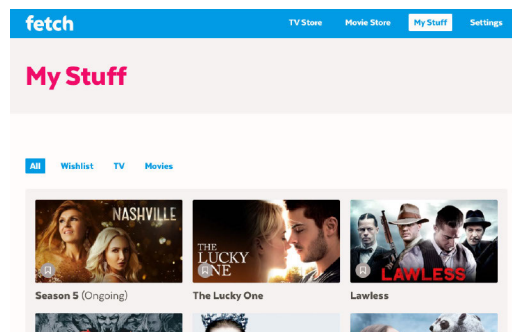 fetch
TV Store Movie Store My Stuff Settings
My Stuff
All Wishlist TV Movies
NASHVILLE
THE
LUCKY
ONE
LAWLESS
Season 5 (Ongoing)
The Lucky One
Lawless